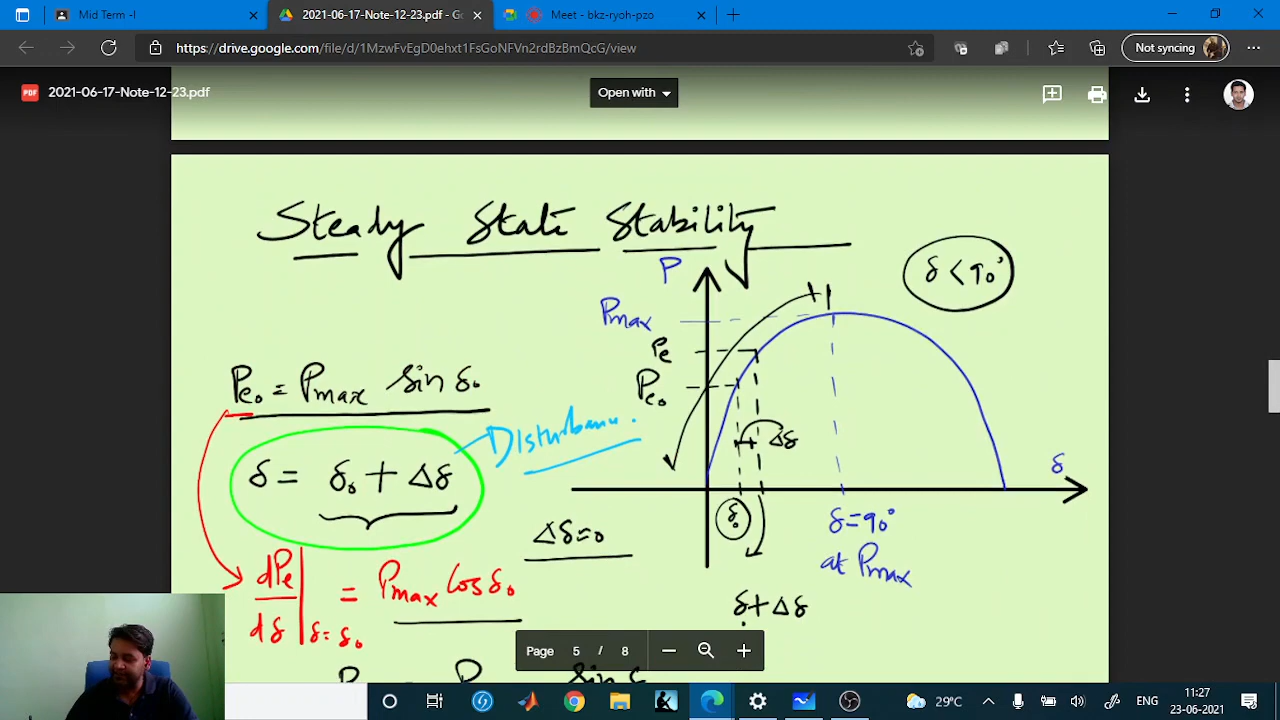 Mid Term -I
2021-06-17-Note-12-23.pdf - Go
Meet - bkz-ryoh-pzo
https://drive.google.com/file/d/1MzwFvEgD0ehxt1FsGoNFVn2rdBzBmQcG/view
Not syncing
PDF
2021-06-17-Note-12-23.pdf
Open with
Steady State Stability
δ < 90°
P
Pmax
Pe
Pe₀
Pe₀ = Pmax sin δ₀
Disturbance.
Δδ
δ
δ = δ₀ + Δδ
δ₀
Δδ=0
δ=90°
at Pmax
dPe/dδ |δ=δ₀ = Pmax cos δ₀
δ+Δδ
Page 5 / 8
29°C
ENG
11:27
23-06-2021